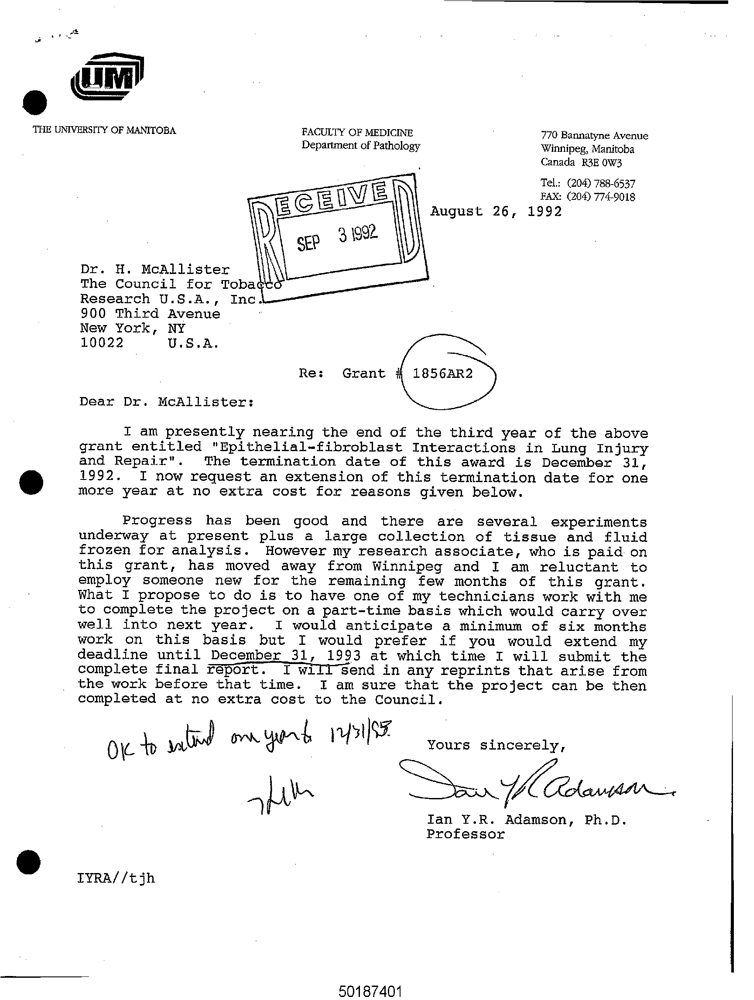 UM
THE UNIVERSITY OF MANITOBA
FACULTY OF MEDICINE
Department of Pathology
770 Bannatyne Avenue
Winnipeg, Manitoba
Canada R3E 0W3
Tel.: (204) 788-6537
FAX: (204) 774-9018
RECEIVED
SEP 3 1992
August 26, 1992
Dr. H. McAllister
The Council for Tobacco
Research U.S.A., Inc.
900 Third Avenue
New York, NY
10022 U.S.A.
Re: Grant # 1856AR2
Dear Dr. McAllister:
I am presently nearing the end of the third year of the above
grant entitled "Epithelial-fibroblast Interactions in Lung Injury
and Repair". The termination date of this award is December 31,
1992. I now request an extension of this termination date for one
more year at no extra cost for reasons given below.
Progress has been good and there are several experiments
underway at present plus a large collection of tissue and fluid
frozen for analysis. However my research associate, who is paid on
this grant, has moved away from Winnipeg and I am reluctant to
employ someone new for the remaining few months of this grant.
What I propose to do is to have one of my technicians work with me
to complete the project on a part-time basis which would carry over
well into next year. I would anticipate a minimum of six months
work on this basis but I would prefer if you would extend my
deadline until December 31, 1993 at which time I will submit the
complete final report. I will send in any reprints that arise from
the work before that time. I am sure that the project can be then
completed at no extra cost to the Council.
OK to extend one year to
Yours sincerely,
Ian Y.R. Adamson
Ian Y.R. Adamson, Ph.D.
Professor
IYRA//tjh
50187401